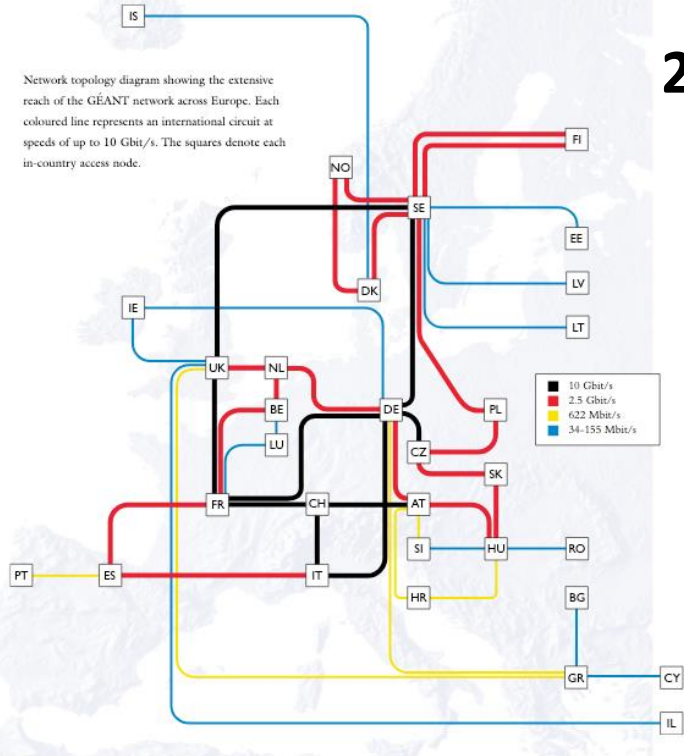 IS
2
Network topology diagram showing the extensive
reach of the GÉANT network across Europe. Each
coloured line represents an international circuit at
speeds of up to 10 Gbit/s. The squares denote each
in-country access node.
FI
NO
SE
EE
DK
LV
IE
LT
UK
NL
10 Gbit/s
2.5 Gbit/s
622 Mbit/s
34-155 Mbit/s
BE
DE
PL
LU
CZ
SK
FR
CH
AT
SI
HU
RO
PT
ES
IT
HR
BG
GR
CY
IL